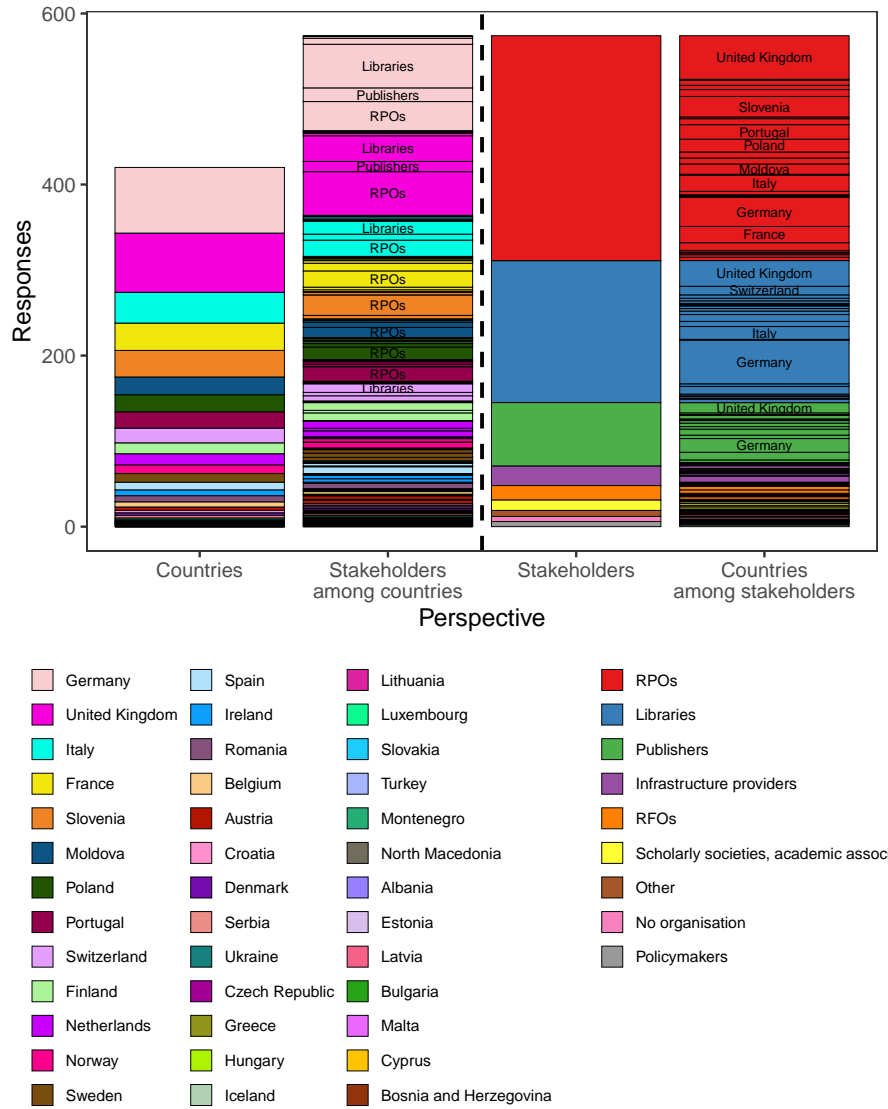 600
400
200
0
Responses
Libraries
Publishers
RPOs
Libraries
Publishers
RPOs
Libraries
RPOs
RPOs
RPOs
RPOs
RPOs
RPOs
Libraries
United Kingdom
Slovenia
Portugal
Poland
Moldova
Italy
Germany
France
United Kingdom
Switzerland
Italy
Germany
United Kingdom
Germany
Countries
Stakeholders
among countries
Stakeholders
Countries
among stakeholders
Perspective
Germany
United Kingdom
Italy
France
Slovenia
Moldova
Poland
Portugal
Switzerland
Finland
Netherlands
Norway
Sweden
Spain
Ireland
Romania
Belgium
Austria
Croatia
Denmark
Serbia
Ukraine
Czech Republic
Greece
Hungary
Iceland
Lithuania
Luxembourg
Slovakia
Turkey
Montenegro
North Macedonia
Albania
Estonia
Latvia
Bulgaria
Malta
Cyprus
Bosnia and Herzegovina
RPOs
Libraries
Publishers
Infrastructure providers
RFOs
Scholarly societies, academic assoc
Other
No organisation
Policymakers